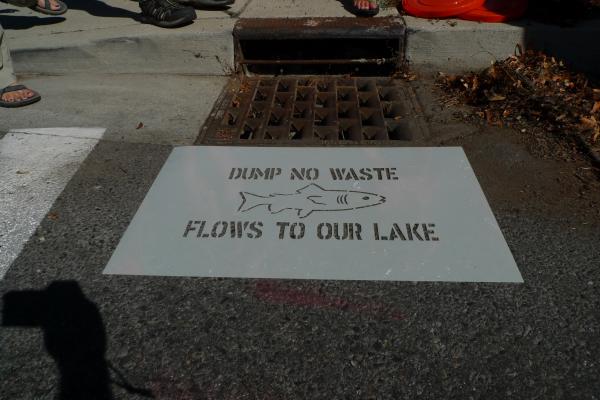 DUMP NO WASTE
FLOWS TO OUR LAKE